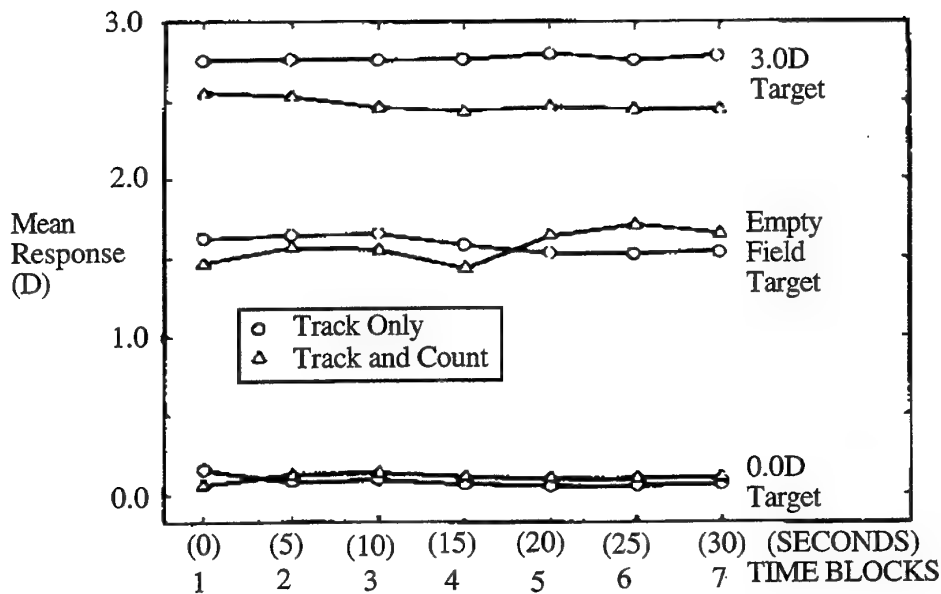 3.0
3.0D
Target
2.0
Mean
Response
(D)
Empty
Field
Target
1.0
Track Only
Track and Count
0.0D
Target
0.0
(0) (5) (10) (15) (20) (25) (30) (SECONDS)
1 2 3 4 5 6 7 TIME BLOCKS